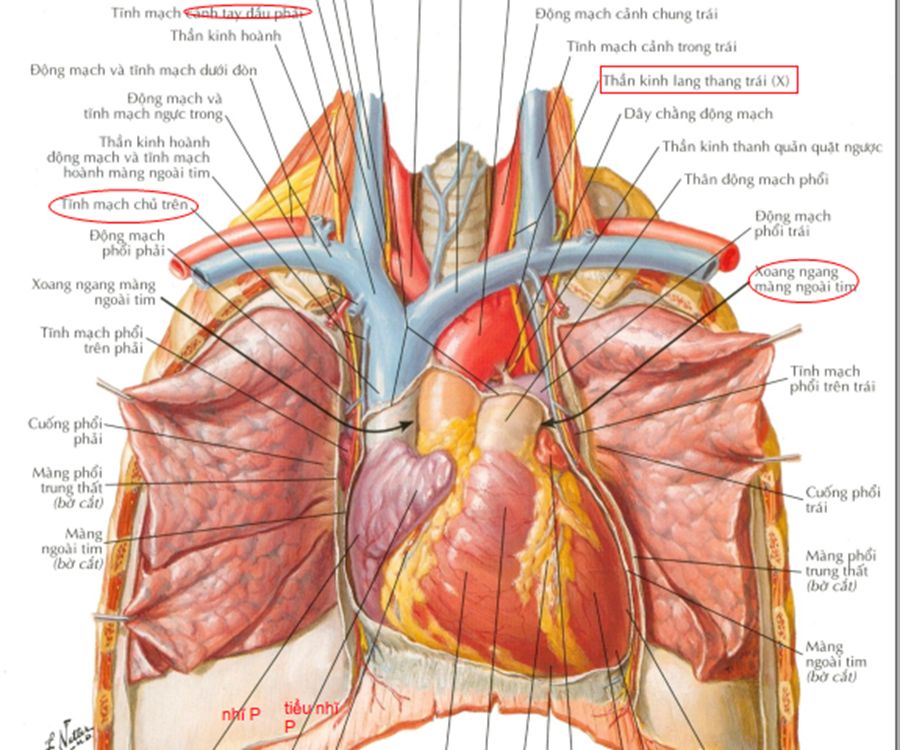 Tĩnh mạch cánh tay đầu phải
Thần kinh hoành
Động mạch và tĩnh mạch dưới đòn
Động mạch và
tĩnh mạch ngực trong
Thần kinh hoành
động mạch và tĩnh mạch
hoành màng ngoài tim
Tĩnh mạch chủ trên
Động mạch
phổi phải
Xoang ngang màng
ngoài tim
Tĩnh mạch phổi
trên phải
Cuống phổi
phải
Màng phổi
trung thất
(bờ cắt)
Màng
ngoài tim
(bờ cắt)
Động mạch cảnh chung trái
Tĩnh mạch cảnh trong trái
Thần kinh lang thang trái (X)
Dây chằng động mạch
Thần kinh thanh quản quặt ngược
Thân động mạch phổi
Động mạch
phổi trái
Xoang ngang
màng ngoài tim
Tĩnh mạch
phổi trên trái
Cuống phổi
trái
Màng phổi
trung thất
(bờ cắt)
Màng
ngoài tim
(bờ cắt)
nhĩ P
tiểu nhĩ
P